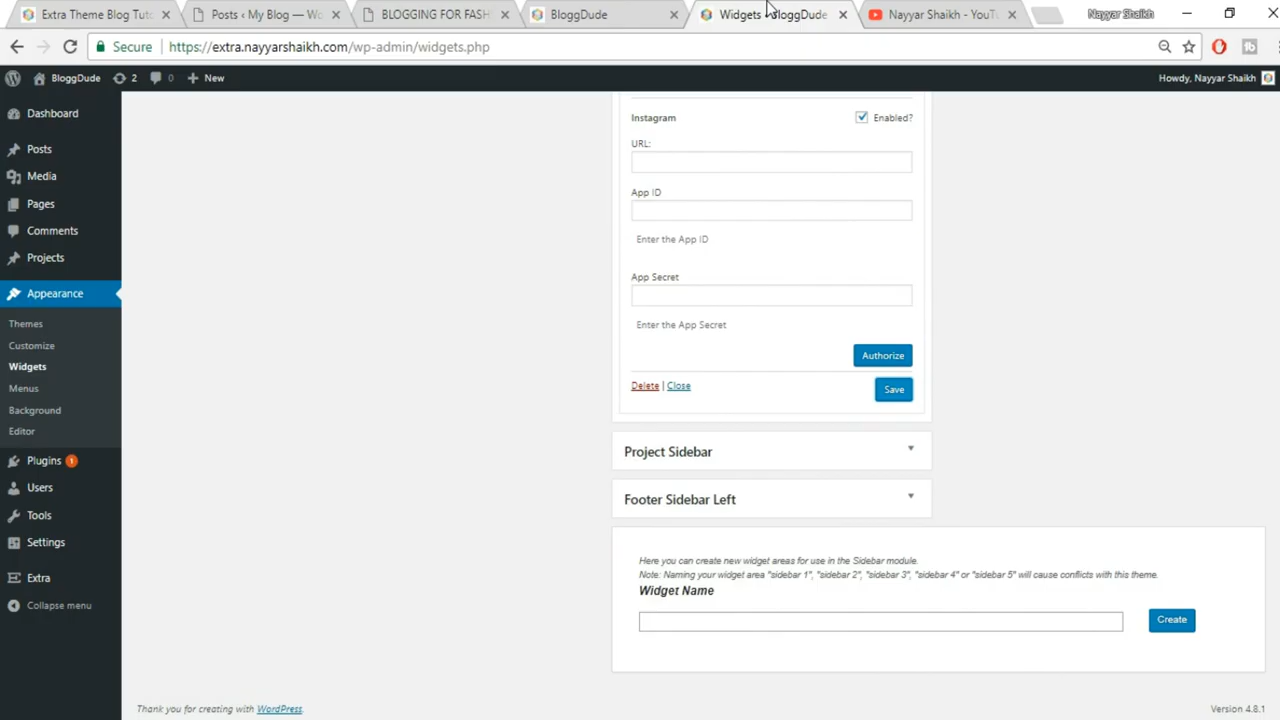 Extra Theme Blog Tuto
Posts ‹ My Blog — Wo
BLOGGING FOR FASH
BloggDude
Widgets ‹ BloggDude
Nayyar Shaikh - YouTu
Nayyar Shaikh
Secure
https://extra.nayyarshaikh.com/wp-admin/widgets.php
BloggDude
2
0
New
Howdy, Nayyar Shaikh
Dashboard
Posts
Media
Pages
Comments
Projects
Appearance
Themes
Customize
Widgets
Menus
Background
Editor
Plugins 1
Users
Tools
Settings
Extra
Collapse menu
Instagram
Enabled?
URL:
App ID
Enter the App ID
App Secret
Enter the App Secret
Authorize
Delete | Close
Save
Project Sidebar
Footer Sidebar Left
Here you can create new widget areas for use in the Sidebar module.
Note: Naming your widget area "sidebar 1", "sidebar 2", "sidebar 3", "sidebar 4" or "sidebar 5" will cause conflicts with this theme.
Widget Name
Create
Thank you for creating with WordPress.
Version 4.8.1